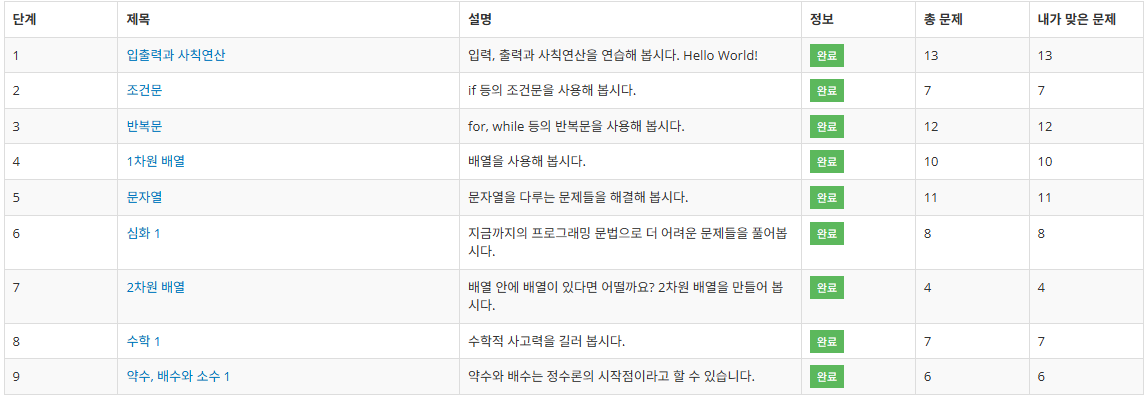 단계 제목 설명 정보 총 문제 내가 맞은 문제
1 입출력과 사칙연산 입력, 출력과 사칙연산을 연습해 봅시다. Hello World! 완료 13 13
2 조건문 if 등의 조건문을 사용해 봅시다. 완료 7 7
3 반복문 for, while 등의 반복문을 사용해 봅시다. 완료 12 12
4 1차원 배열 배열을 사용해 봅시다. 완료 10 10
5 문자열 문자열을 다루는 문제들을 해결해 봅시다. 완료 11 11
6 심화 1 지금까지의 프로그래밍 문법으로 더 어려운 문제들을 풀어봅 완료 8 8
시다.
7 2차원 배열 배열 안에 배열이 있다면 어떨까요? 2차원 배열을 만들어 봅 완료 4 4
시다.
8 수학 1 수학적 사고력을 길러 봅시다. 완료 7 7
9 약수, 배수와 소수 1 약수와 배수는 정수론의 시작점이라고 할 수 있습니다. 완료 6 6